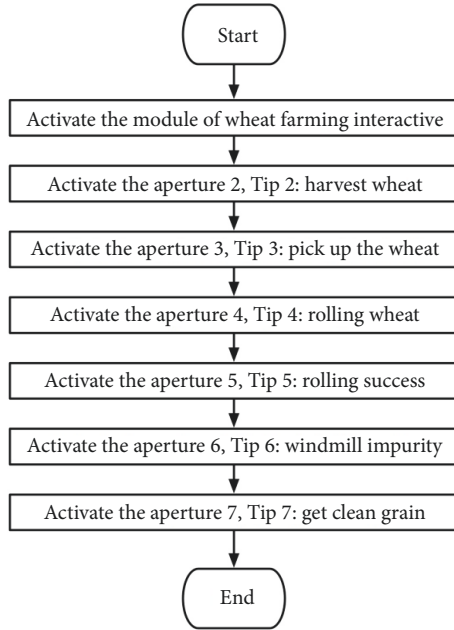 Start
Activate the module of wheat farming interactive
Activate the aperture 2, Tip 2: harvest wheat
Activate the aperture 3, Tip 3: pick up the wheat
Activate the aperture 4, Tip 4: rolling wheat
Activate the aperture 5, Tip 5: rolling success
Activate the aperture 6, Tip 6: windmill impurity
Activate the aperture 7, Tip 7: get clean grain
End